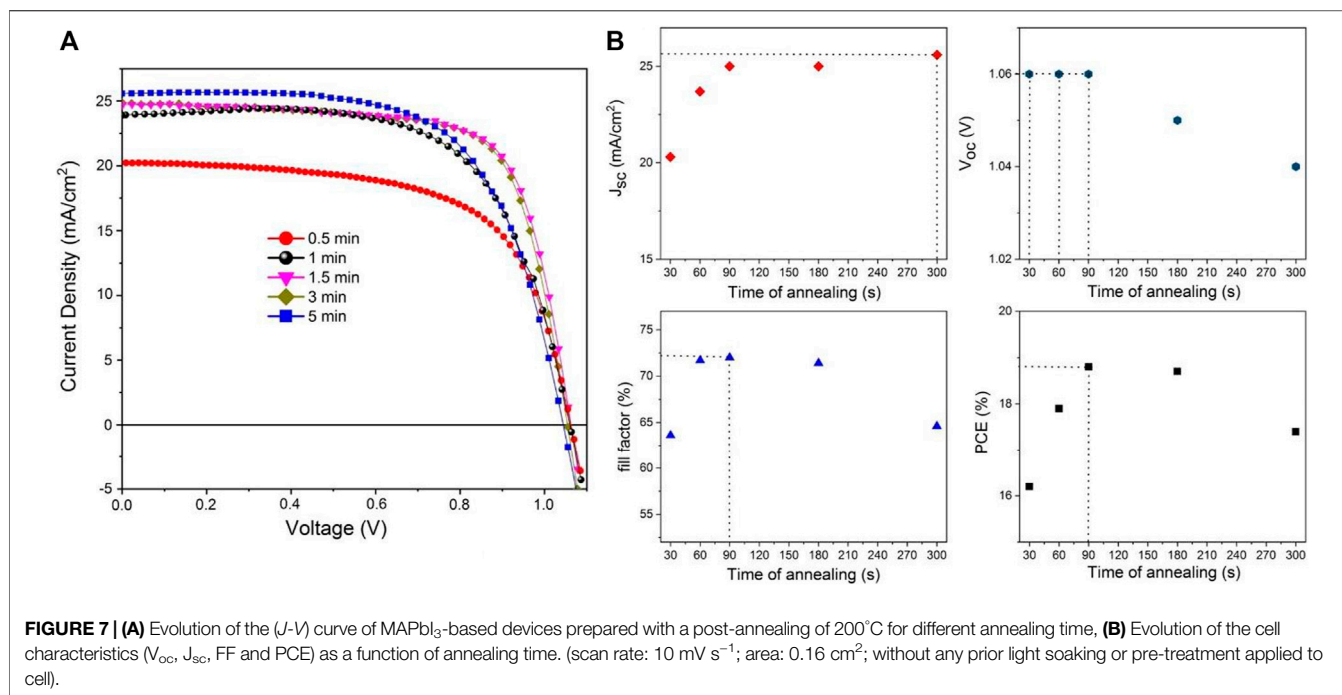 A
Current Density (mA/cm²)
25
20
15
10
5
0
-5
0.5 min
1 min
1.5 min
3 min
5 min
0.0 0.2 0.4 0.6 0.8 1.0
Voltage (V)
B
J_SC (mA/cm²)
25
20
15
30 60 90 120 150 180 210 240 270 300
Time of annealing (s)
V_OC (V)
1.06
1.04
1.02
30 60 90 120 150 180 210 240 270 300
Time of annealing (s)
fill factor (%)
75
70
65
60
55
30 60 90 120 150 180 210 240 270 300
Time of annealing (s)
PCE (%)
20
18
16
30 60 90 120 150 180 210 240 270 300
Time of annealing (s)
FIGURE 7 | (A) Evolution of the (J-V) curve of MAPbI₃-based devices prepared with a post-annealing of 200°C for different annealing time, (B) Evolution of the cell
characteristics (Vₒc, Jₛc, FF and PCE) as a function of annealing time. (scan rate: 10 mV s⁻¹; area: 0.16 cm²; without any prior light soaking or pre-treatment applied to
cell).